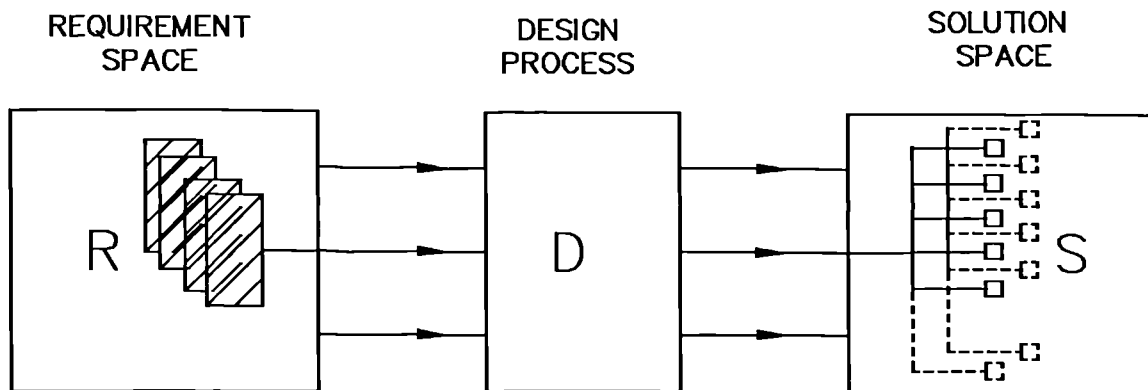 REQUIREMENT
SPACE
DESIGN
PROCESS
SOLUTION
SPACE
R
D
S